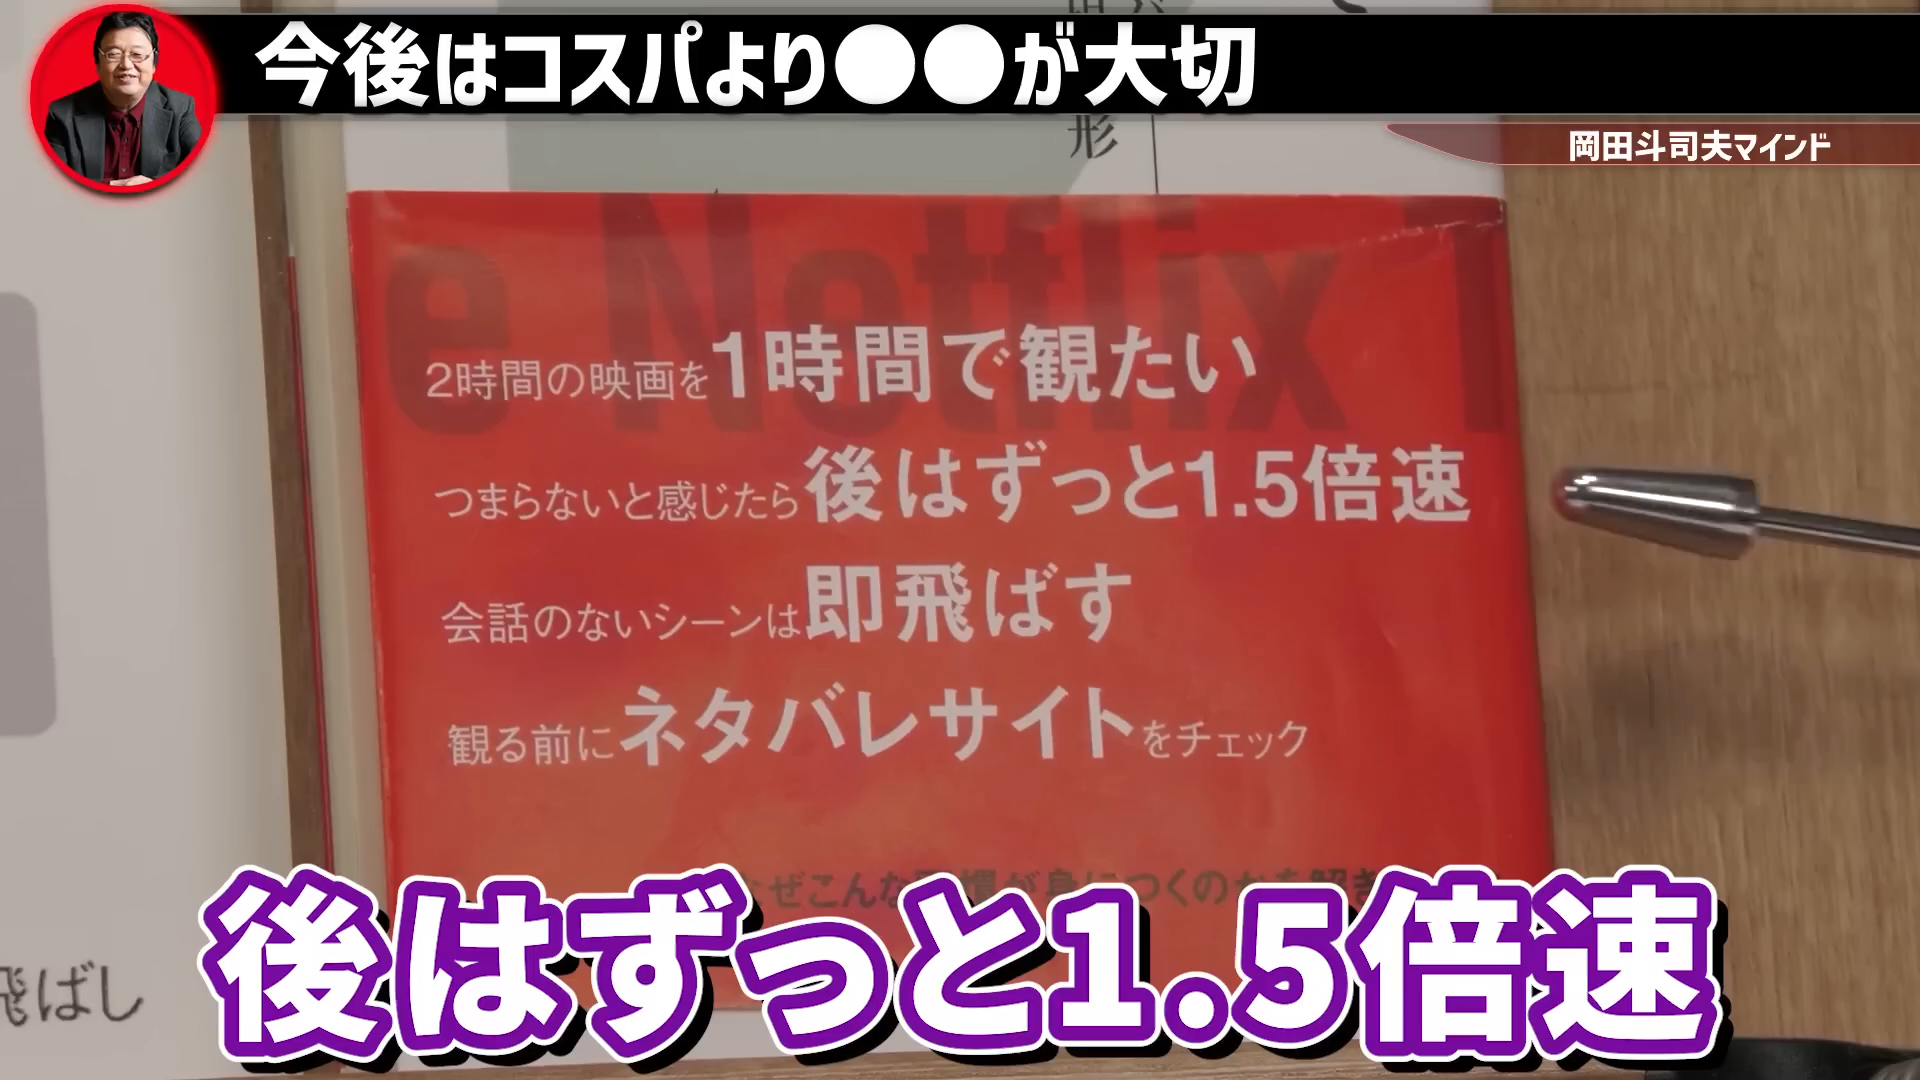 今後はコスパより●●が大切
岡田斗司夫マインド
形
e Netflix
2時間の映画を1時間で観たい
つまらないと感じたら後はずっと1.5倍速
会話のないシーンは即飛ばす
観る前にネタバレサイトをチェック
飛ばし
後はずっと1.5倍速